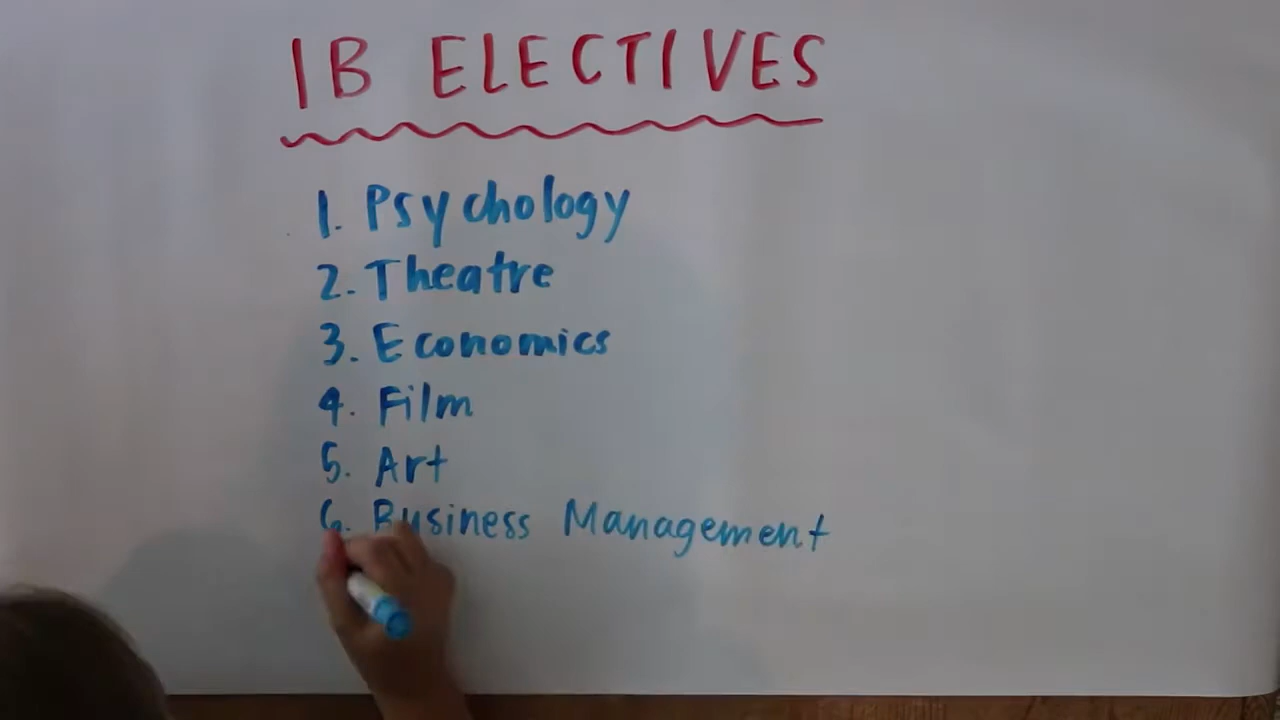 IB ELECTIVES
1. Psychology
2. Theatre
3. Economics
4. Film
5. Art
6. Business Management